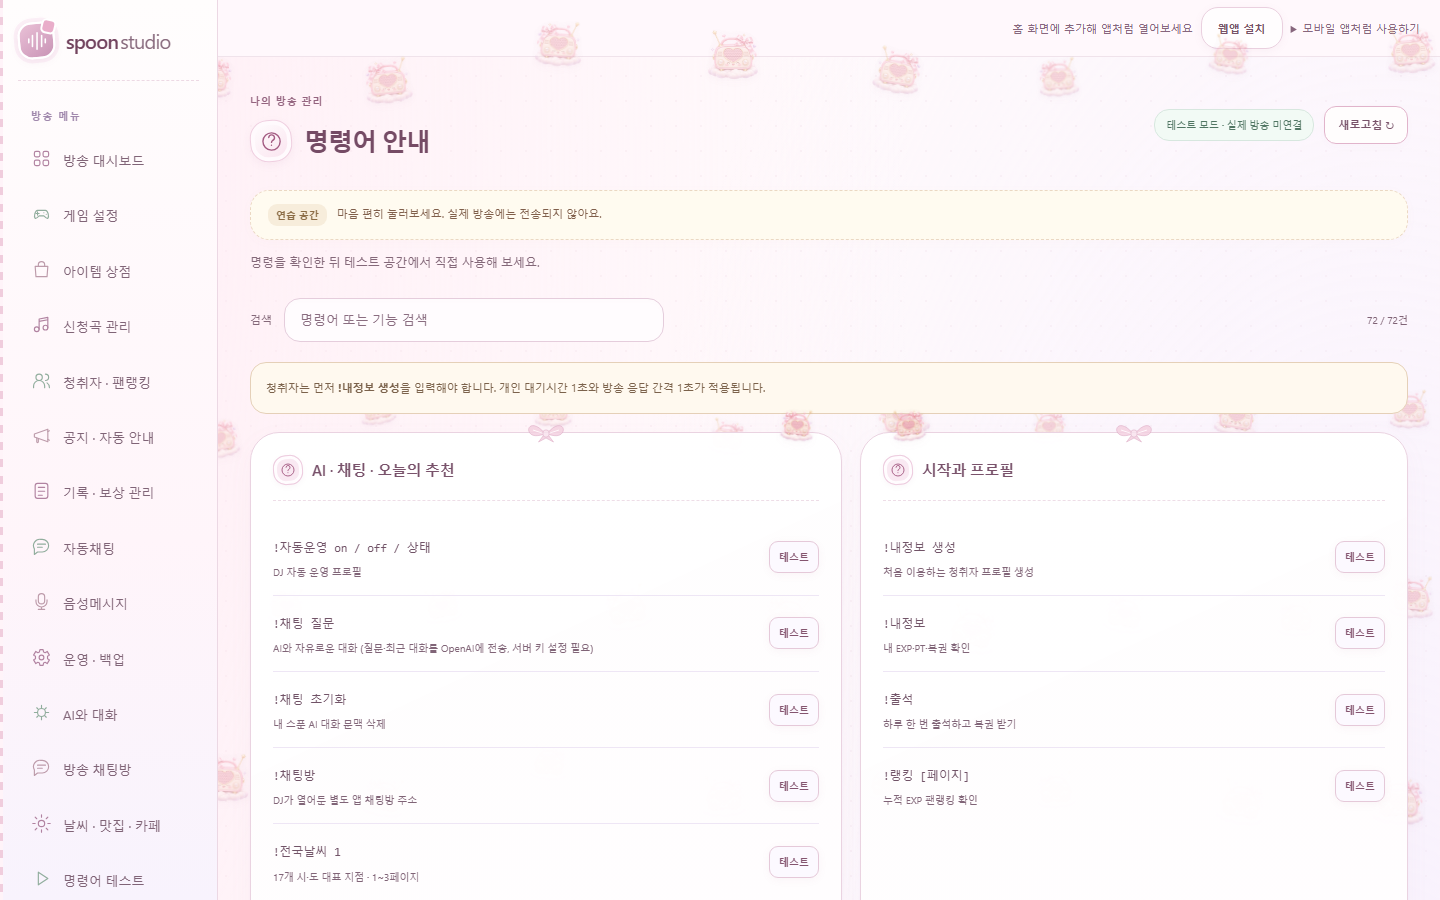 spoon studio
방송 메뉴
방송 대시보드
게임 설정
아이템 상점
신청곡 관리
청취자 · 팬랭킹
공지 · 자동 안내
기록 · 보상 관리
자동채팅
음성메시지
운영 · 백업
AI와 대화
방송 채팅방
날씨 · 맛집 · 카페
명령어 테스트
홈 화면에 추가해 앱처럼 열어보세요
웹앱 설치
▶ 모바일 앱처럼 사용하기
나의 방송 관리
명령어 안내
테스트 모드 · 실제 방송 미연결
새로고침 ↻
연습 공간 마음 편히 눌러보세요. 실제 방송에는 전송되지 않아요.
명령을 확인한 뒤 테스트 공간에서 직접 사용해 보세요.
검색
명령어 또는 기능 검색
72 / 72건
청취자는 먼저 !내정보 생성을 입력해야 합니다. 개인 대기시간 1초와 방송 응답 간격 1초가 적용됩니다.
AI · 채팅 · 오늘의 추천
!자동운영 on / off / 상태
DJ 자동 운영 프로필
테스트
!채팅 질문
AI와 자유로운 대화 (질문·최근 대화를 OpenAI에 전송, 서버 키 설정 필요)
테스트
!채팅 초기화
내 스푼 AI 대화 문맥 삭제
테스트
!채팅방
DJ가 열어둔 별도 앱 채팅방 주소
테스트
!전국날씨 1
17개 시·도 대표 지점 · 1~3페이지
테스트
시작과 프로필
!내정보 생성
처음 이용하는 청취자 프로필 생성
테스트
!내정보
내 EXP·PT·복권 확인
테스트
!출석
하루 한 번 출석하고 복권 받기
테스트
!랭킹 [페이지]
누적 EXP 팬랭킹 확인
테스트